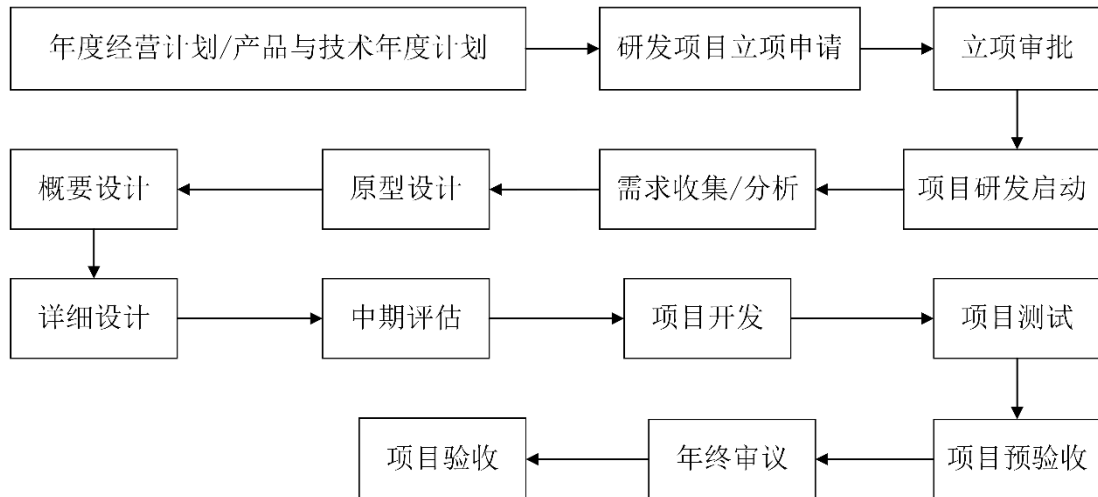 年度经营计划/产品与技术年度计划
研发项目立项申请
立项审批
项目研发启动
需求收集/分析
原型设计
概要设计
详细设计
中期评估
项目开发
项目测试
项目预验收
年终审议
项目验收